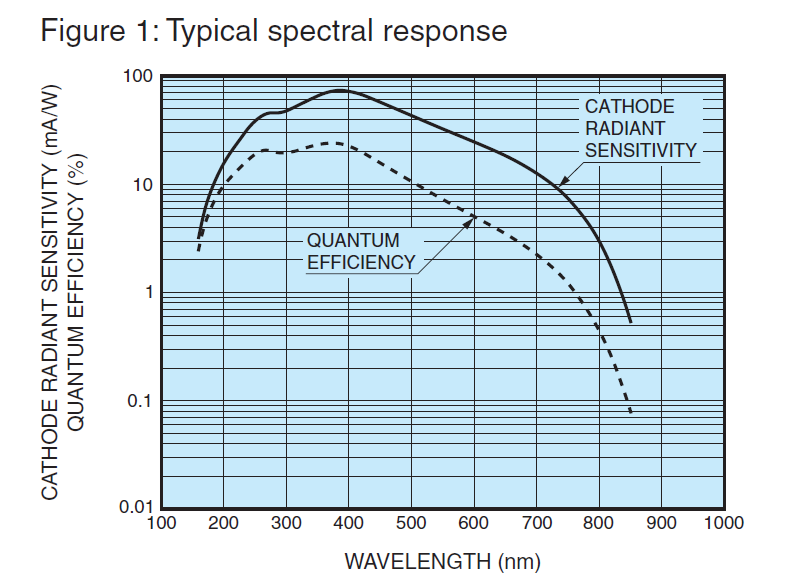 Figure 1: Typical spectral response
CATHODE RADIANT SENSITIVITY (mA/W)
QUANTUM EFFICIENCY (%)
100
10
1
0.1
0.01
CATHODE
RADIANT
SENSITIVITY
QUANTUM
EFFICIENCY
100 200 300 400 500 600 700 800 900 1000
WAVELENGTH (nm)